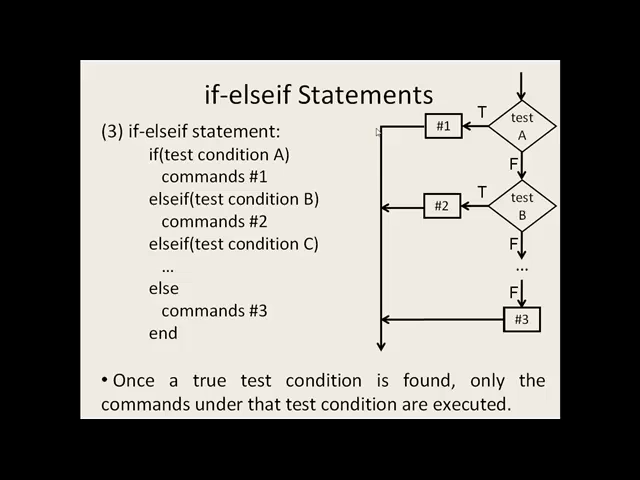 if-elseif Statements
(3) if-elseif statement:
if(test condition A)
commands #1
elseif(test condition B)
commands #2
elseif(test condition C)
...
else
commands #3
end
test
A
T
#1
F
test
B
T
#2
F
...
F
#3
• Once a true test condition is found, only the
commands under that test condition are executed.